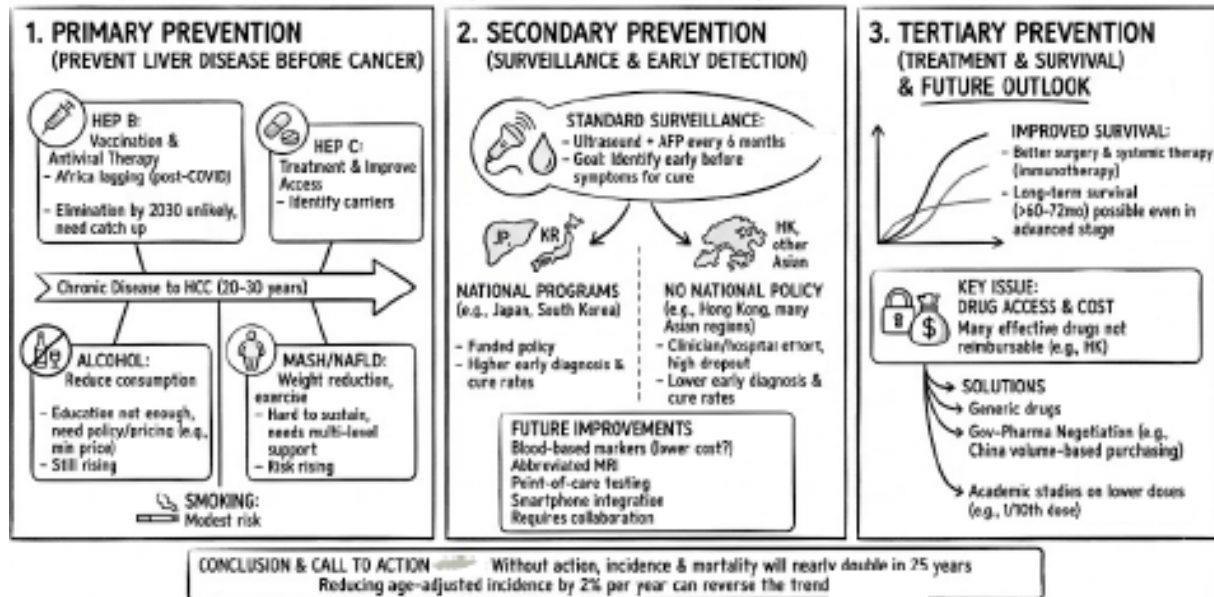 1. PRIMARY PREVENTION
(PREVENT LIVER DISEASE BEFORE CANCER)
HEP B:
Vaccination &
Antiviral Therapy
- Africa lagging (post-COVID)
- Elimination by 2030 unlikely,
need catch up
HEP C:
Treatment & Improve
Access
- Identify carriers
Chronic Disease to HCC (20-30 years)
ALCOHOL:
Reduce consumption
- Education not enough,
need policy/pricing (e.g.,
min price)
- Still rising
MASH/NAFLD:
Weight reduction,
exercise
- Hard to sustain,
needs multi-level
support
- Risk rising
SMOKING:
Modest risk
2. SECONDARY PREVENTION
(SURVEILLANCE & EARLY DETECTION)
STANDARD SURVEILLANCE:
- Ultrasound + AFP every 6 months
- Goal: Identify early before
symptoms for cure
JP,
KR
HK,
other
Asian
NATIONAL PROGRAMS
(e.g., Japan, South Korea)
- Funded policy
- Higher early diagnosis &
cure rates
NO NATIONAL POLICY
(e.g., Hong Kong, many
Asian regions)
- Clinician/hospital effort,
high dropout
- Lower early diagnosis &
cure rates
FUTURE IMPROVEMENTS
Blood-based markers (lower cost?)
Abbreviated MRI
Point-of-care testing
Smartphone integration
Requires collaboration
3. TERTIARY PREVENTION
(TREATMENT & SURVIVAL)
& FUTURE OUTLOOK
IMPROVED SURVIVAL:
- Better surgery & systemic therapy
(immunotherapy)
- Long-term survival
(>60-72mo) possible even in
advanced stage
KEY ISSUE:
DRUG ACCESS & COST
Many effective drugs not
reimbursable (e.g., HK)
$
SOLUTIONS
Generic drugs
Gov-Pharma Negotiation (e.g.,
China volume-based purchasing)
Academic studies on lower doses
(e.g., 1/10th dose)
CONCLUSION & CALL TO ACTION Without action, incidence & mortality will nearly double in 25 years
Reducing age-adjusted incidence by 2% per year can reverse the trend